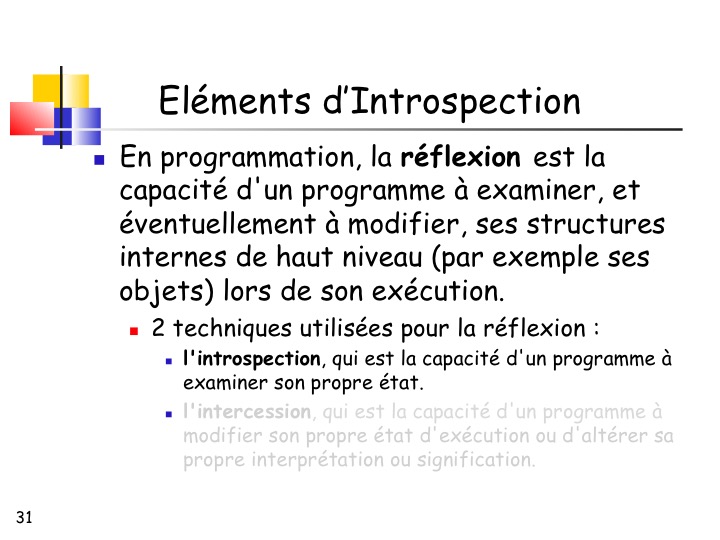 Eléments d’Introspection
En programmation, la réflexion est la
capacité d'un programme à examiner, et
éventuellement à modifier, ses structures
internes de haut niveau (par exemple ses
objets) lors de son exécution.
2 techniques utilisées pour la réflexion :
l'introspection, qui est la capacité d'un programme à
examiner son propre état.
l'intercession, qui est la capacité d'un programme à
modifier son propre état d'exécution ou d'altérer sa
propre interprétation ou signification.
31